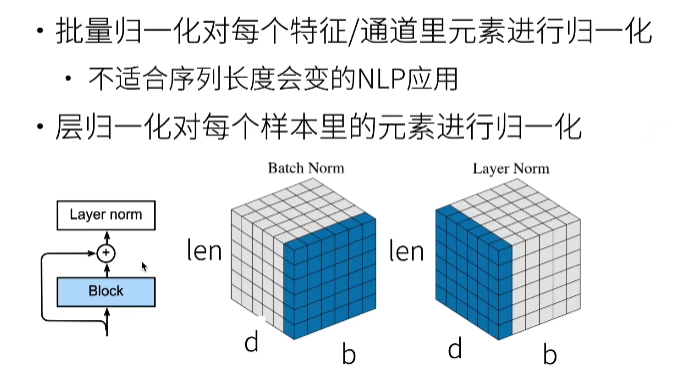 • 批量归一化对每个特征/通道里元素进行归一化
• 不适合序列长度会变的NLP应用
• 层归一化对每个样本里的元素进行归一化
Batch Norm
Layer Norm
Layer norm
+
Block
len
d
b
len
d
b